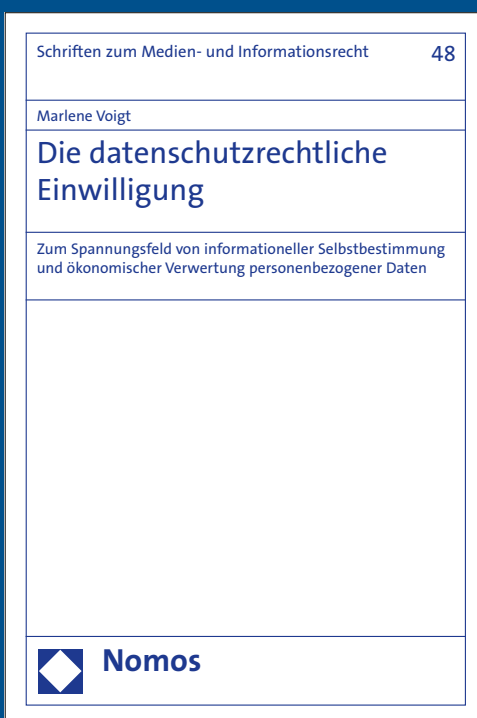 Schriften zum Medien- und Informationsrecht 48
Marlene Voigt
Die datenschutzrechtliche
Einwilligung
Zum Spannungsfeld von informationeller Selbstbestimmung
und ökonomischer Verwertung personenbezogener Daten
Nomos